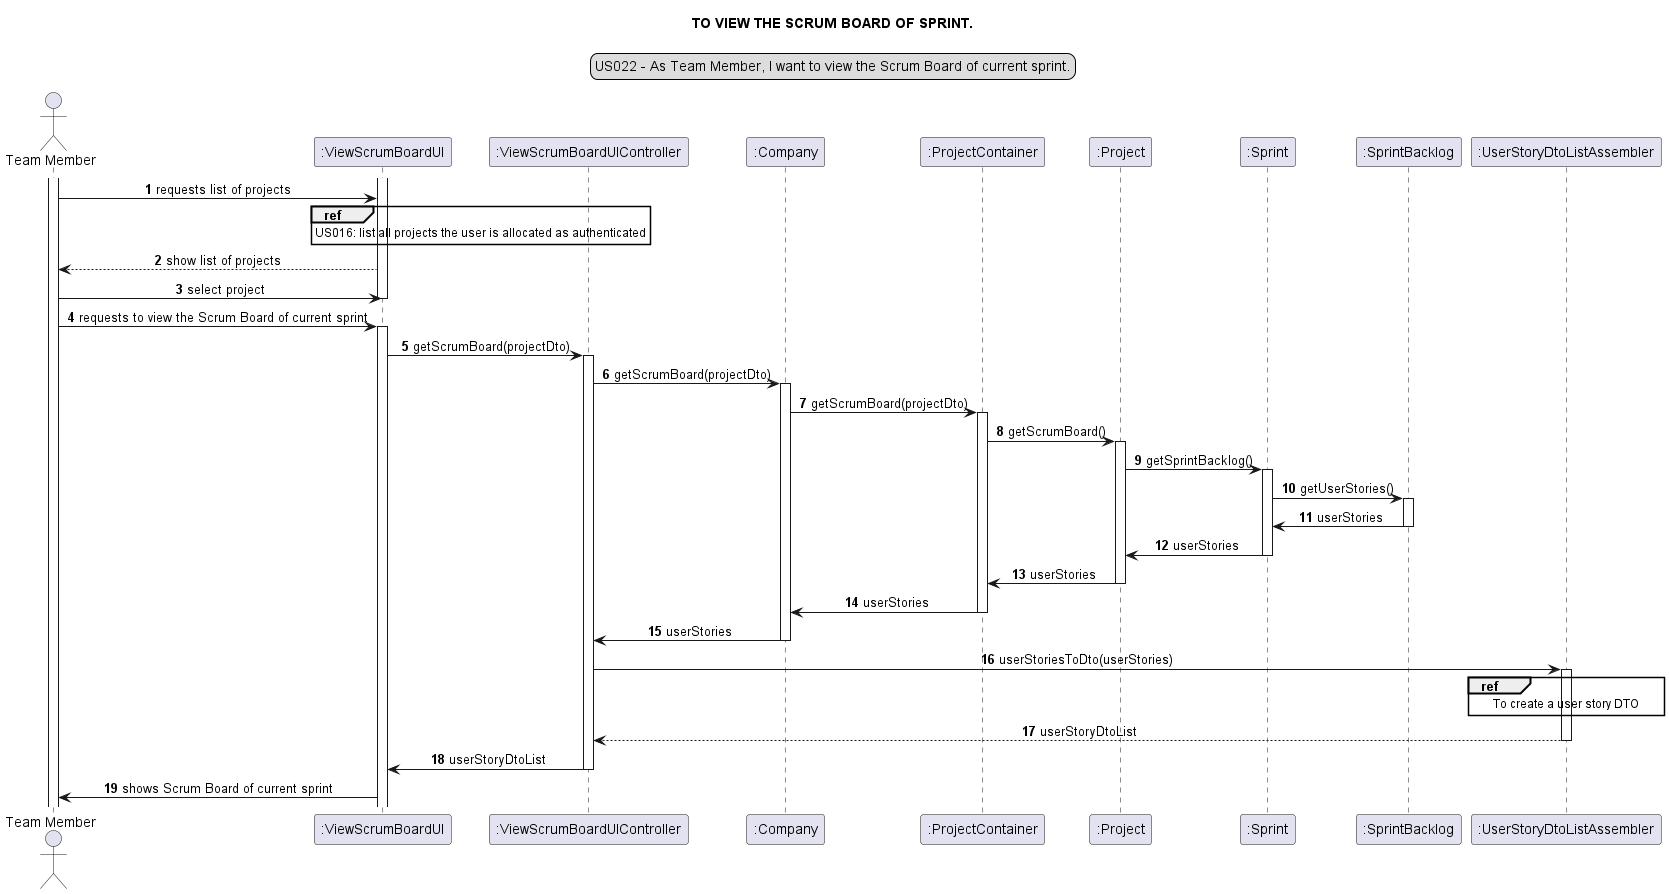 TO VIEW THE SCRUM BOARD OF SPRINT.
US022 - As Team Member, I want to view the Scrum Board of current sprint.
Team Member
:ViewScrumBoardUI
:ViewScrumBoardUIController
:Company
:ProjectContainer
:Project
:Sprint
:SprintBacklog
:UserStoryDtoListAssembler
1 requests list of projects
ref
US016: list all projects the user is allocated as authenticated
2 show list of projects
3 select project
4 requests to view the Scrum Board of current sprint
5 getScrumBoard(projectDto)
6 getScrumBoard(projectDto)
7 getScrumBoard(projectDto)
8 getScrumBoard()
9 getSprintBacklog()
10 getUserStories()
11 userStories
12 userStories
13 userStories
14 userStories
15 userStories
16 userStoriesToDto(userStories)
ref
To create a user story DTO
17 userStoryDtoList
18 userStoryDtoList
19 shows Scrum Board of current sprint
Team Member
:ViewScrumBoardUI
:ViewScrumBoardUIController
:Company
:ProjectContainer
:Project
:Sprint
:SprintBacklog
:UserStoryDtoListAssembler